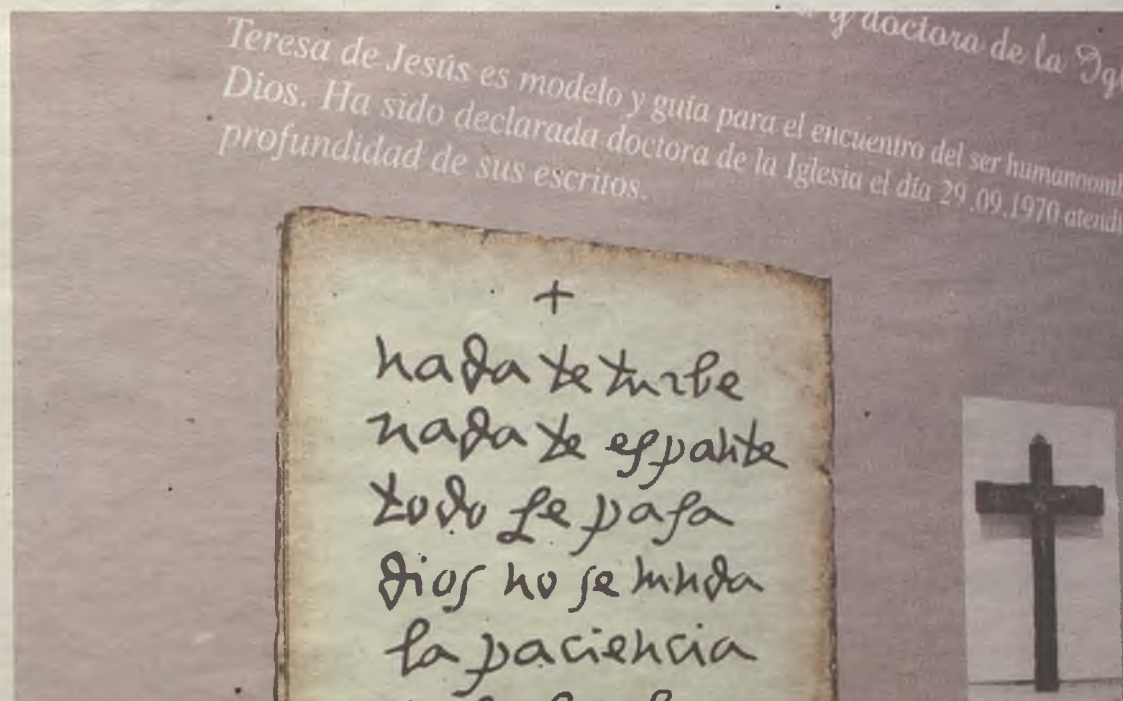 y doctora de la
Teresa de Jesús es modelo y guía para el encuentro del ser
Dios. Ha sido declarada doctora de la Iglesia el día 29.09.1970
profundidad de sus escritos.
+
nada te turbe
nada te espante
todo se pasa
dios no se muda
la paciencia